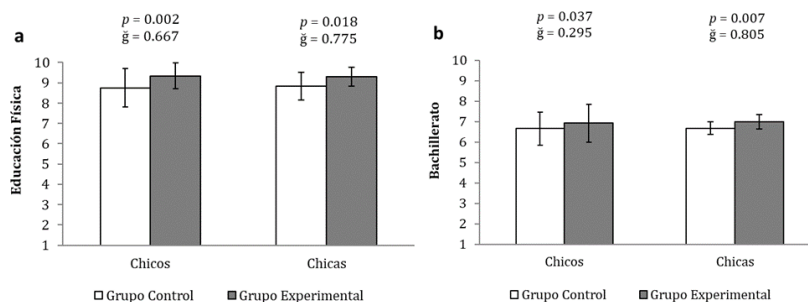 a
p = 0.002
ğ = 0.667
p = 0.018
ğ = 0.775
Educación Física
10
9
8
7
6
5
4
3
2
1
Chicos
Chicas
Grupo Control
Grupo Experimental
b
p = 0.037
ğ = 0.295
p = 0.007
ğ = 0.805
Bachillerato
10
9
8
7
6
5
4
3
2
1
Chicos
Chicas
Grupo Control
Grupo Experimental